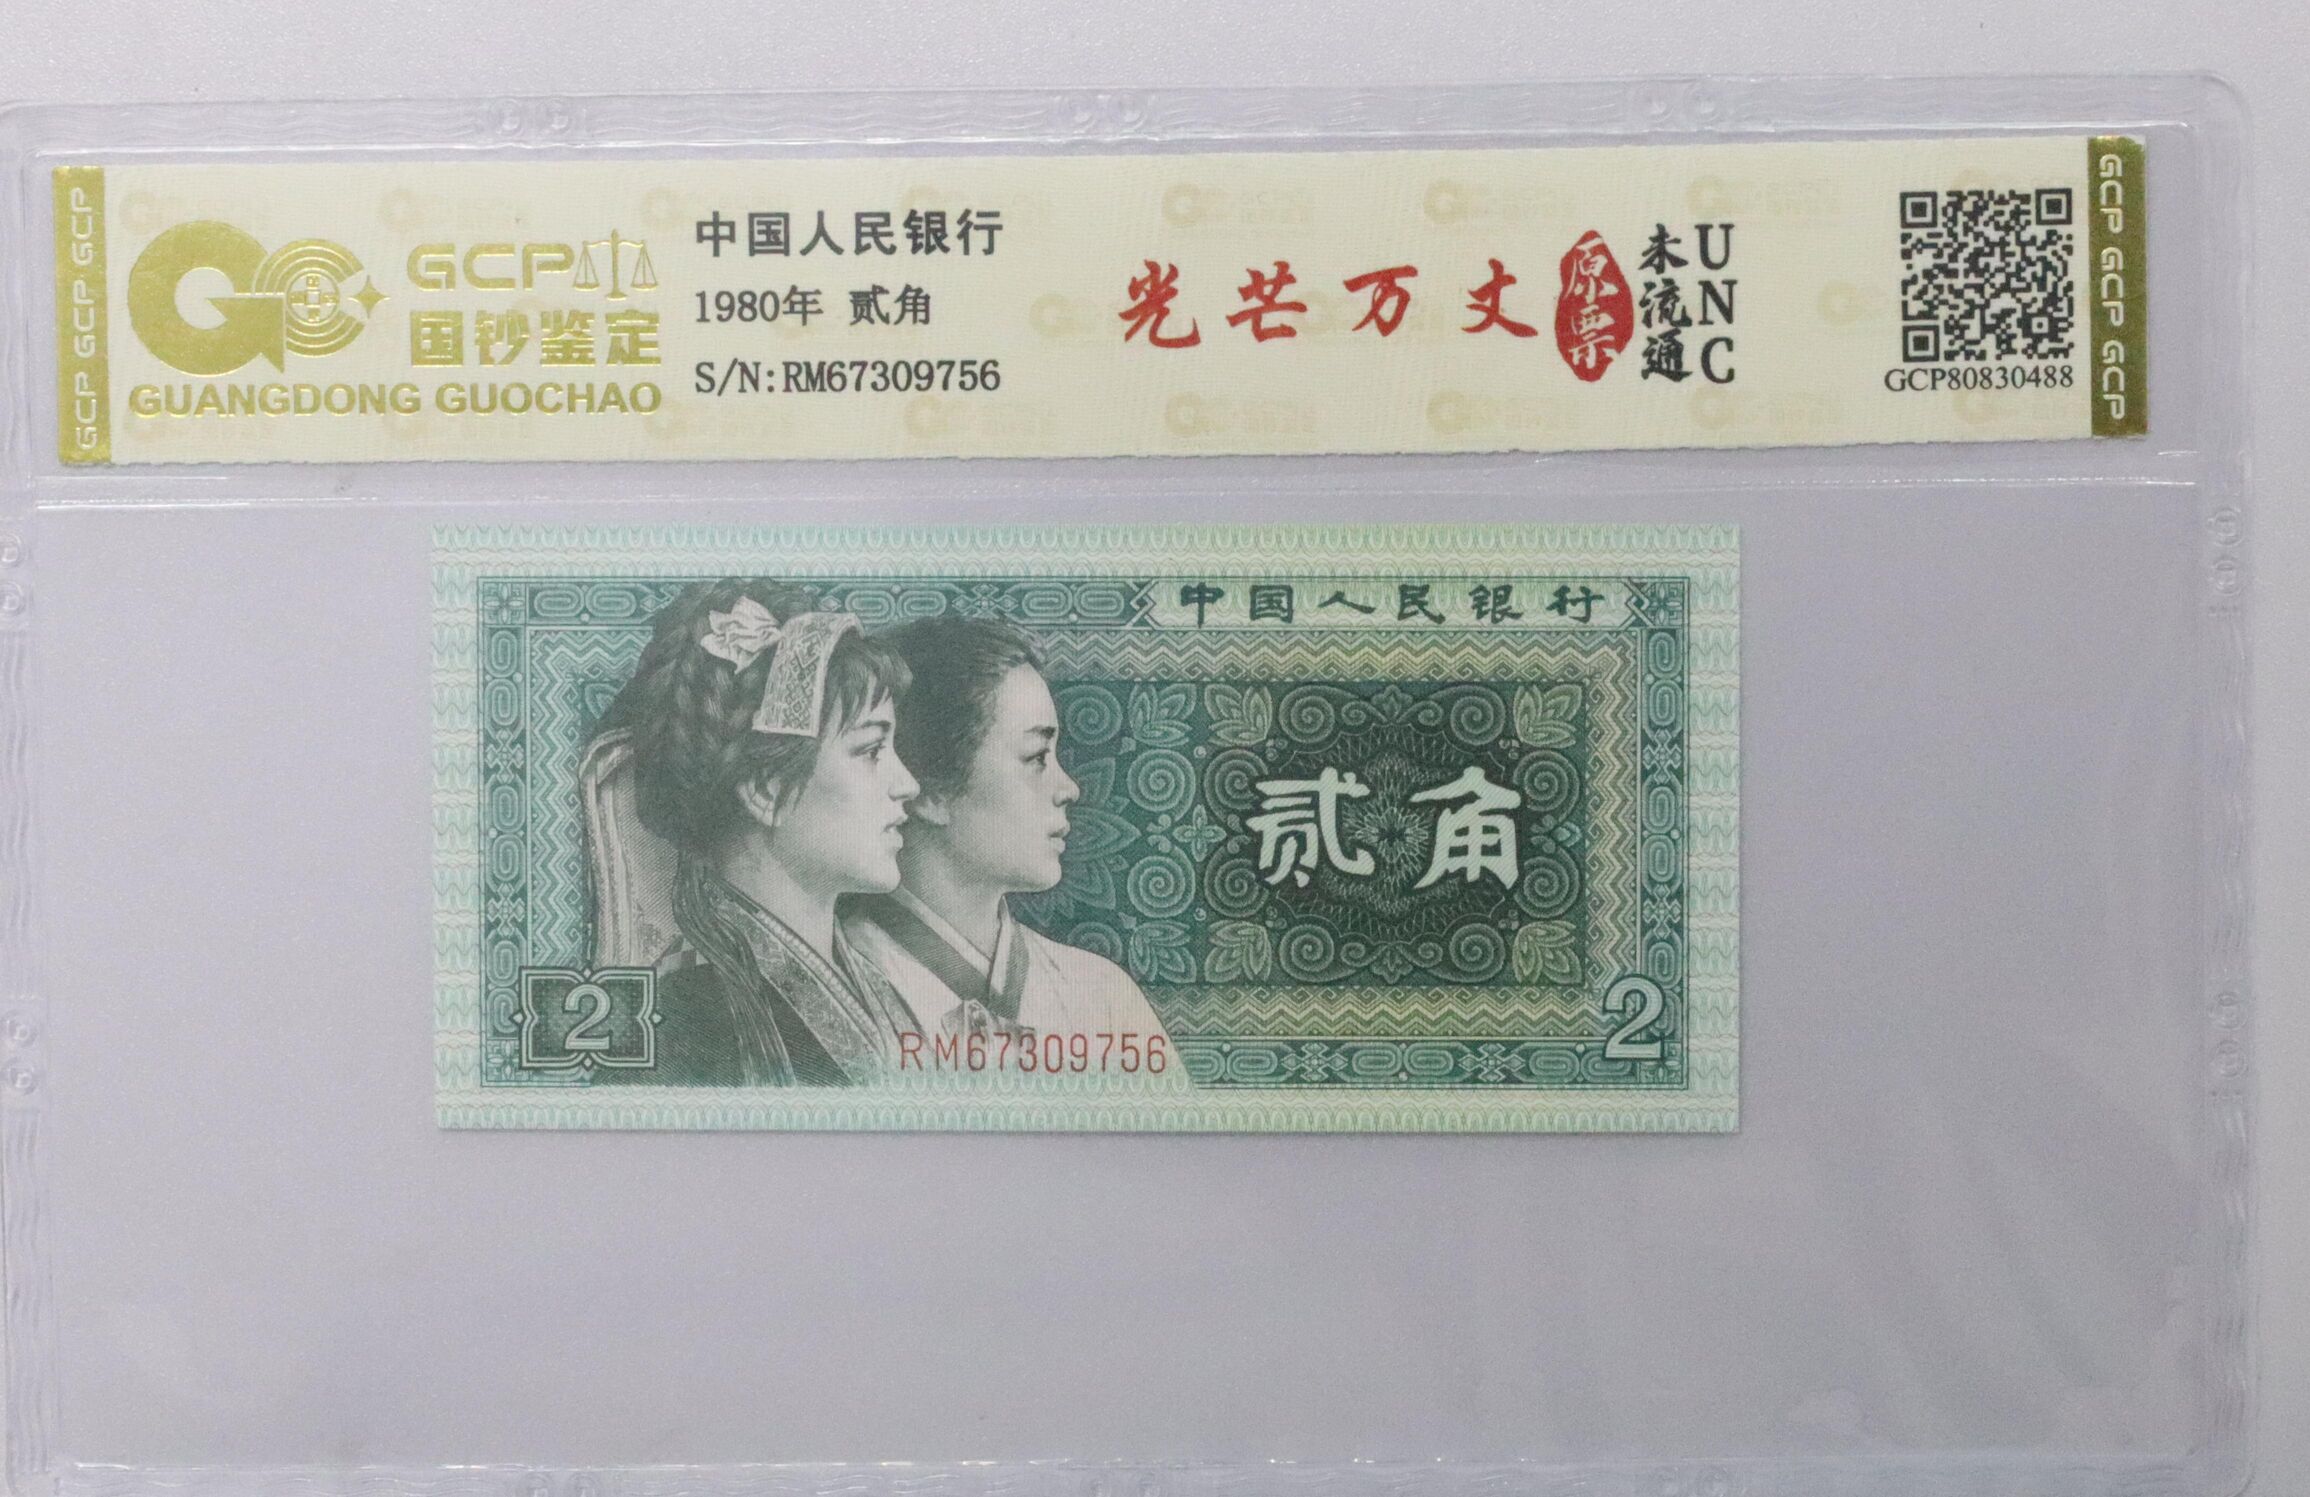 GCP GCP GCP
GCP
国钞鉴定
GUANGDONG GUOCHAO
中国人民银行
1980年 贰角
S/N:RM67309756
光芒万丈
原票
未流通
UNC
GCP80830488
GCP GCP GCP
中国人民银行
贰角
2
RM67309756
2